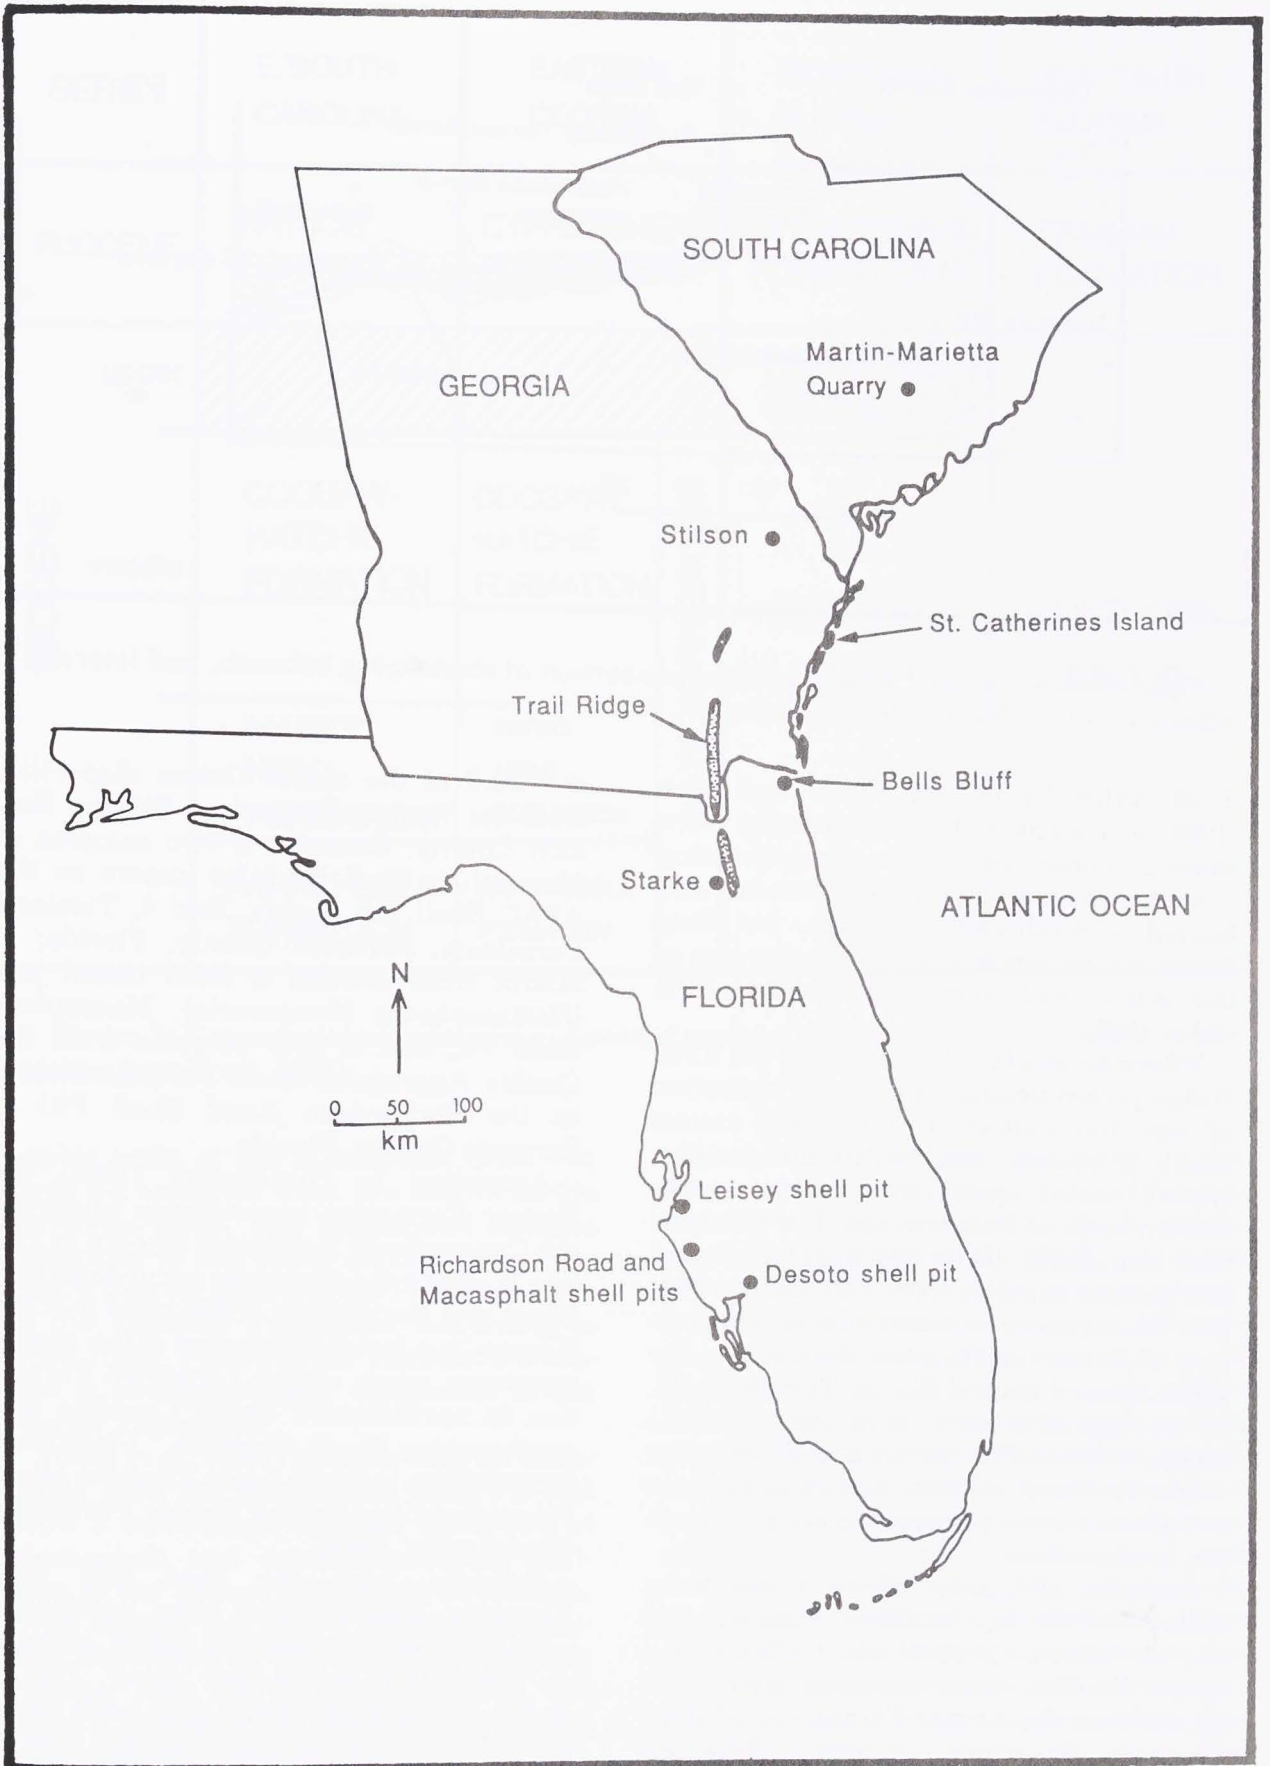 SOUTH CAROLINA
Martin-Marietta
Quarry
GEORGIA
Stilson
St. Catherines Island
Trail Ridge
Bells Bluff
Starke
ATLANTIC OCEAN
N
FLORIDA
0 50 100
km
Leisey shell pit
Richardson Road and
Macasphalt shell pits
Desoto shell pit